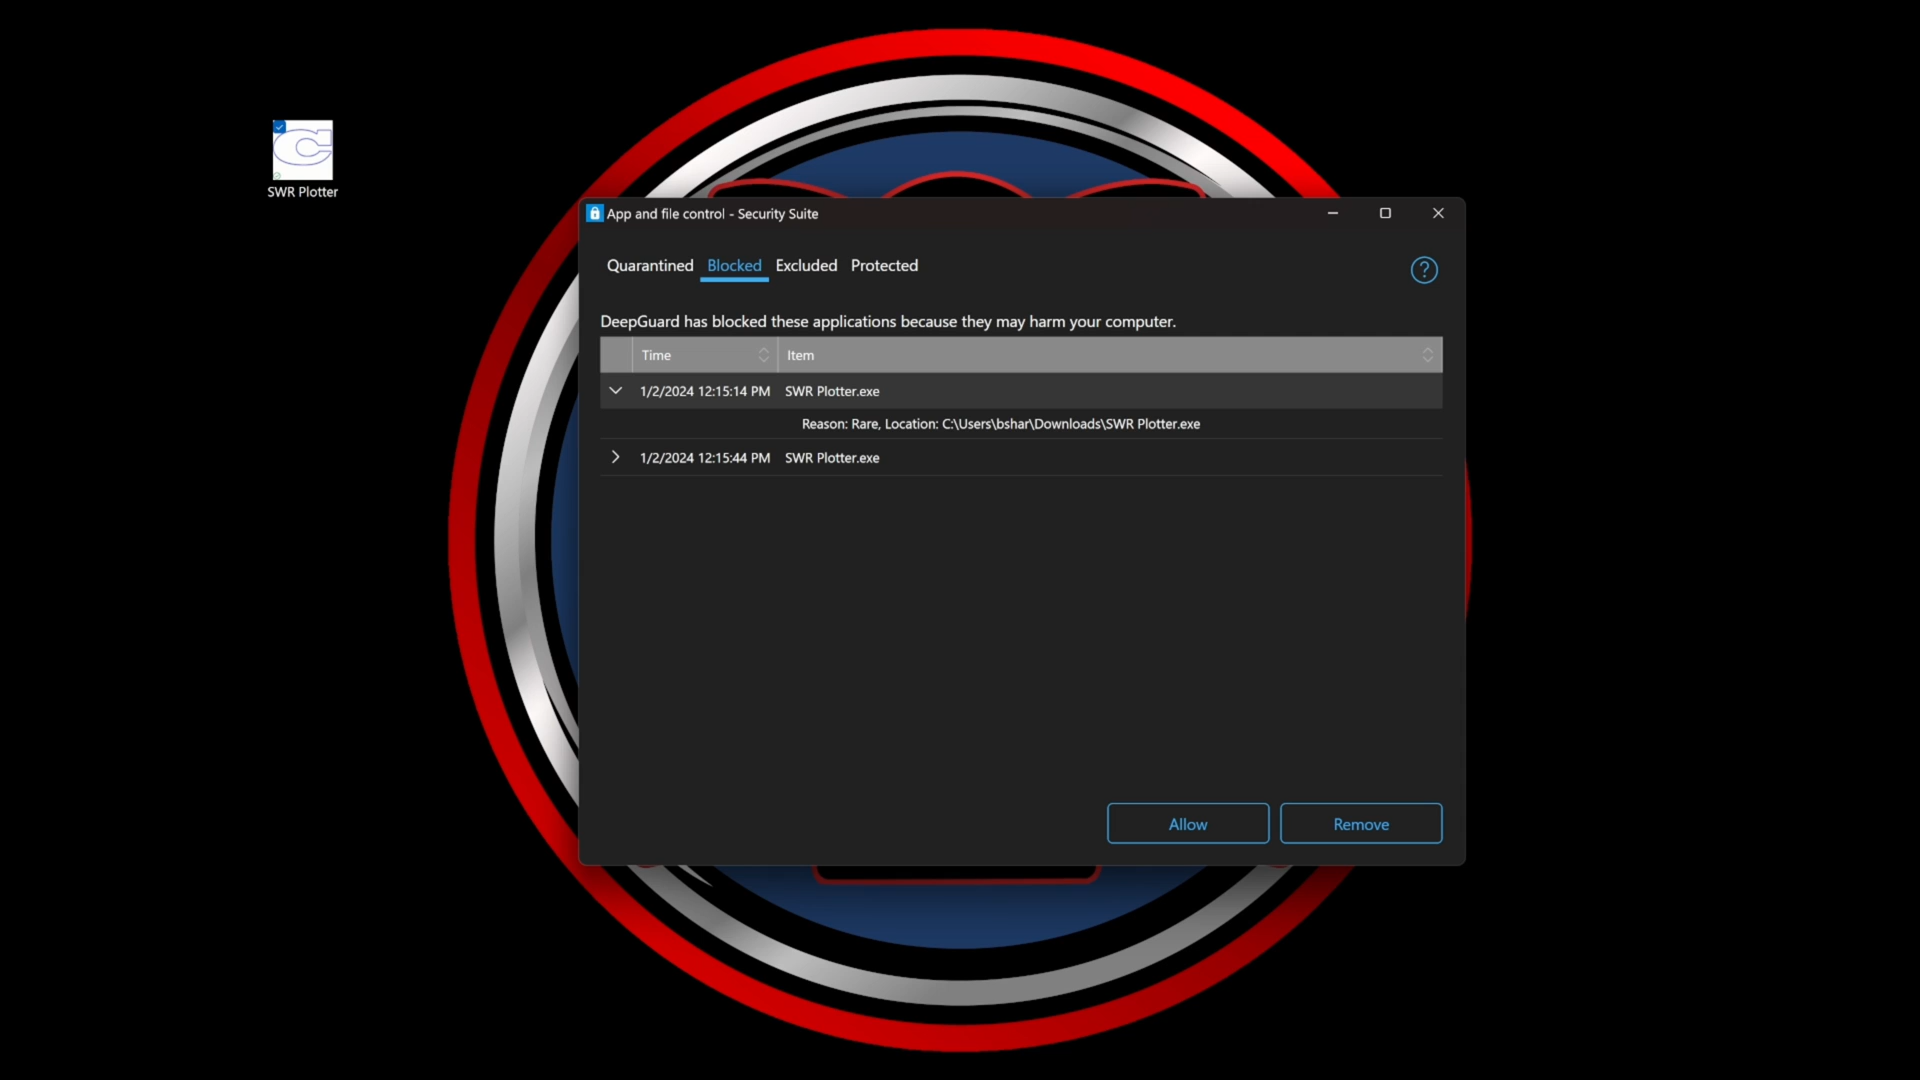 SWR Plotter
App and file control - Security Suite
Quarantined Blocked Excluded Protected
?
DeepGuard has blocked these applications because they may harm your computer.
Time Item
1/2/2024 12:15:14 PM SWR Plotter.exe
Reason: Rare, Location: C:\Users\bshar\Downloads\SWR Plotter.exe
1/2/2024 12:15:44 PM SWR Plotter.exe
Allow Remove